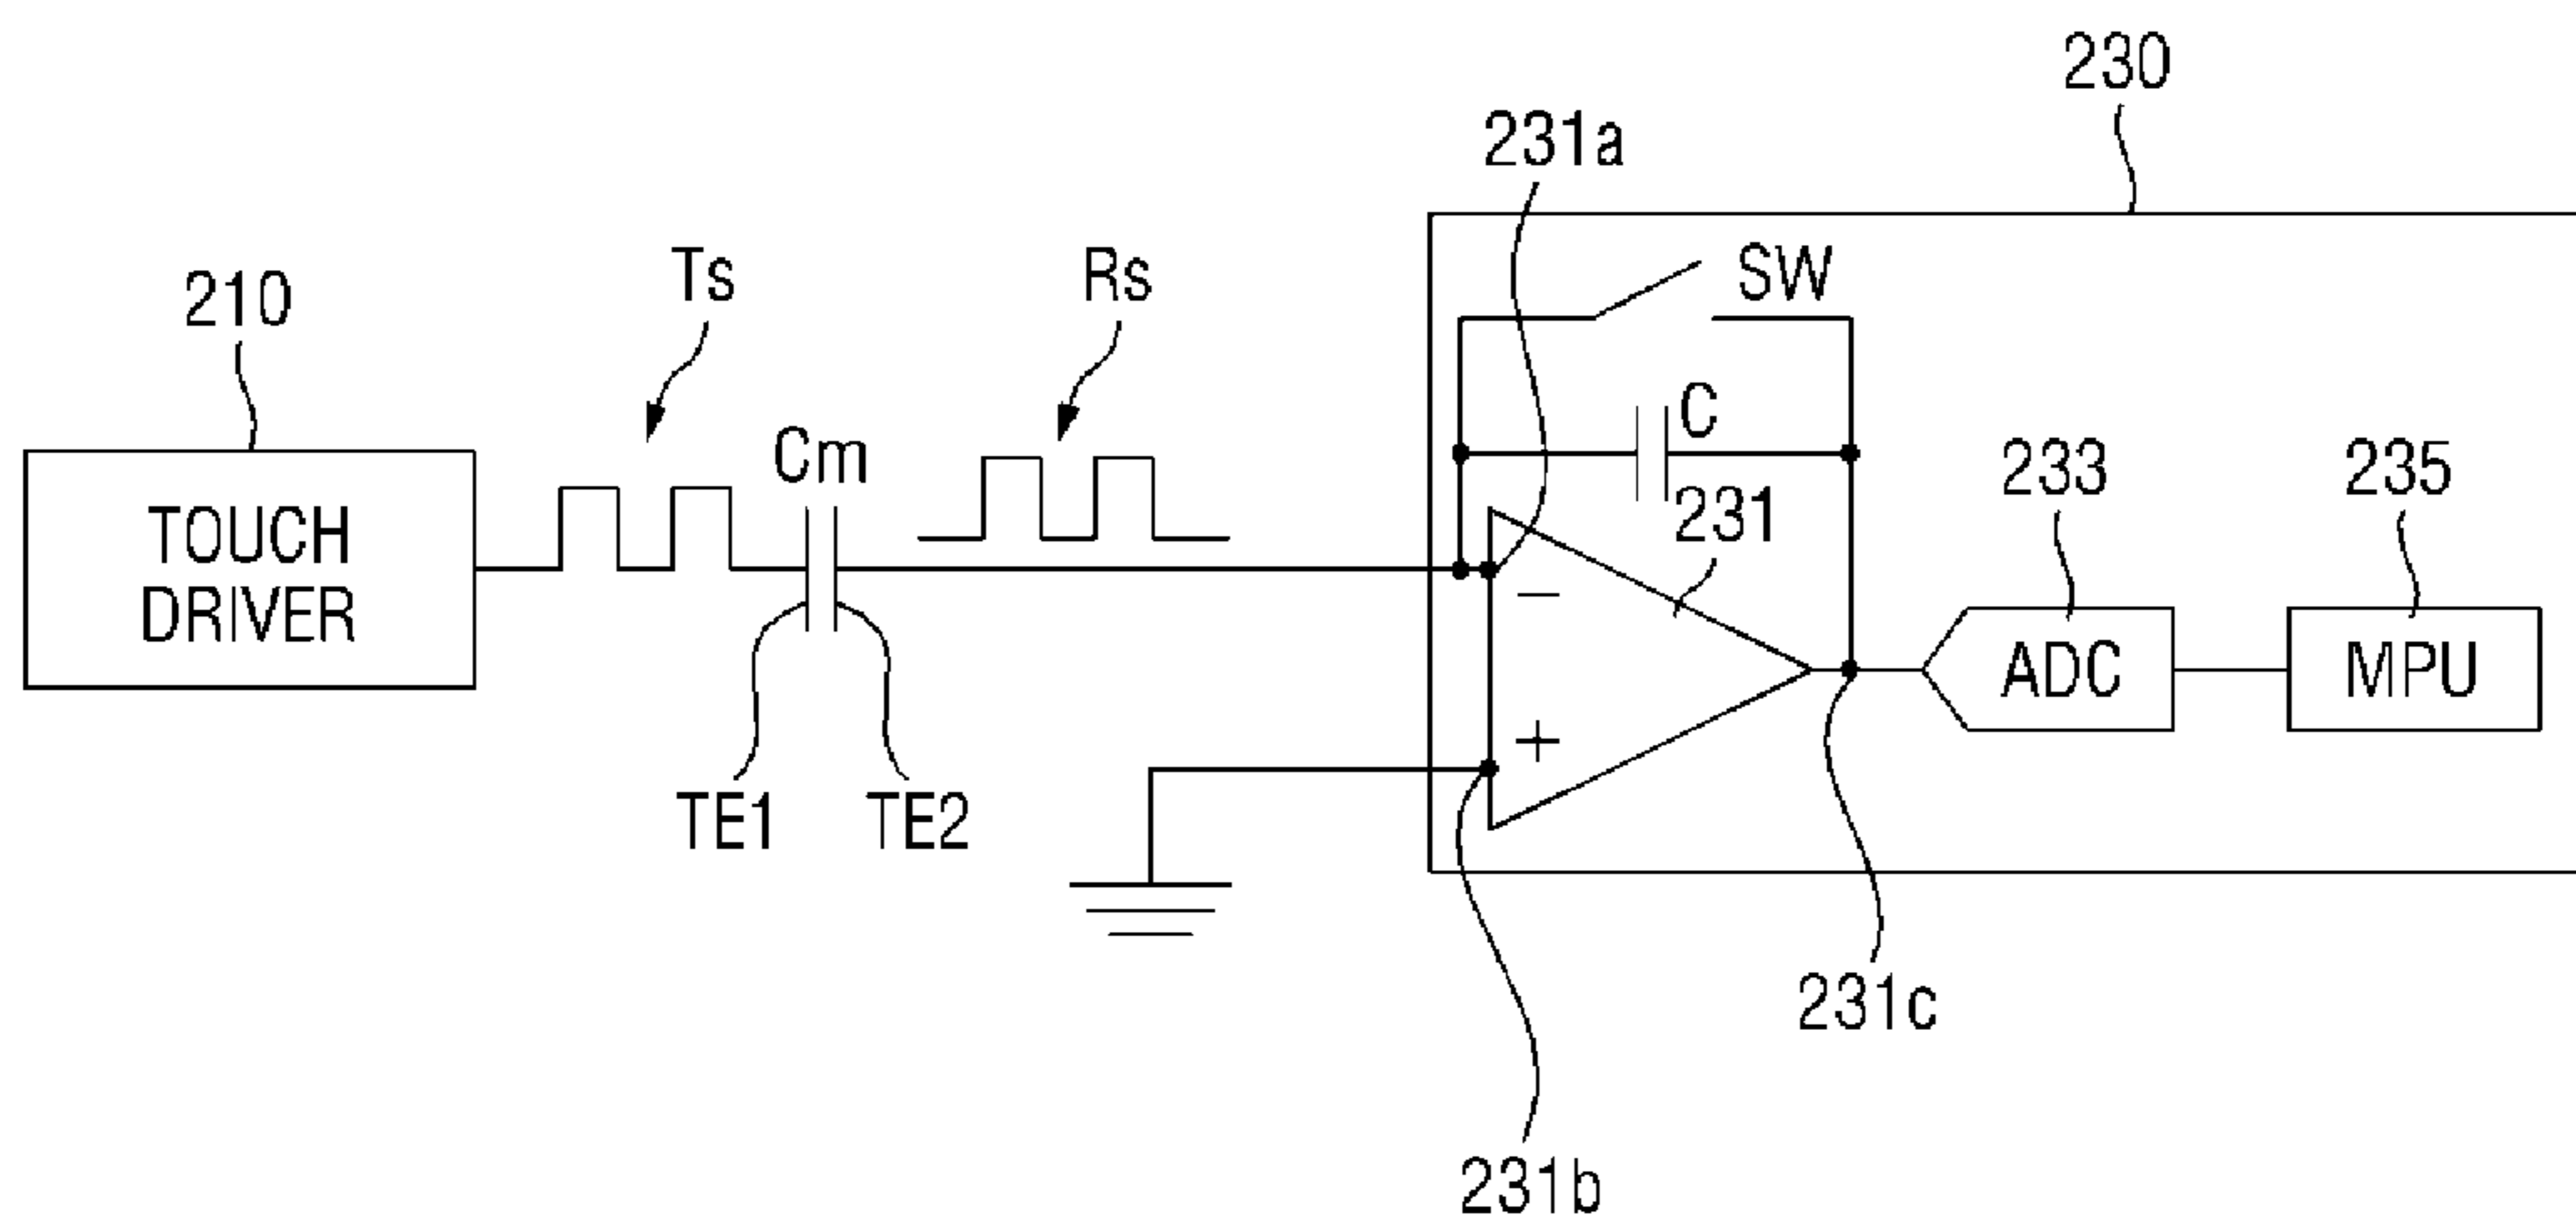 230
231a
Ts
Rs
SW
210
C
Cm
233
235
231
TOUCH
DRIVER
−
ADC
MPU
+
TE1
TE2
231c
231b